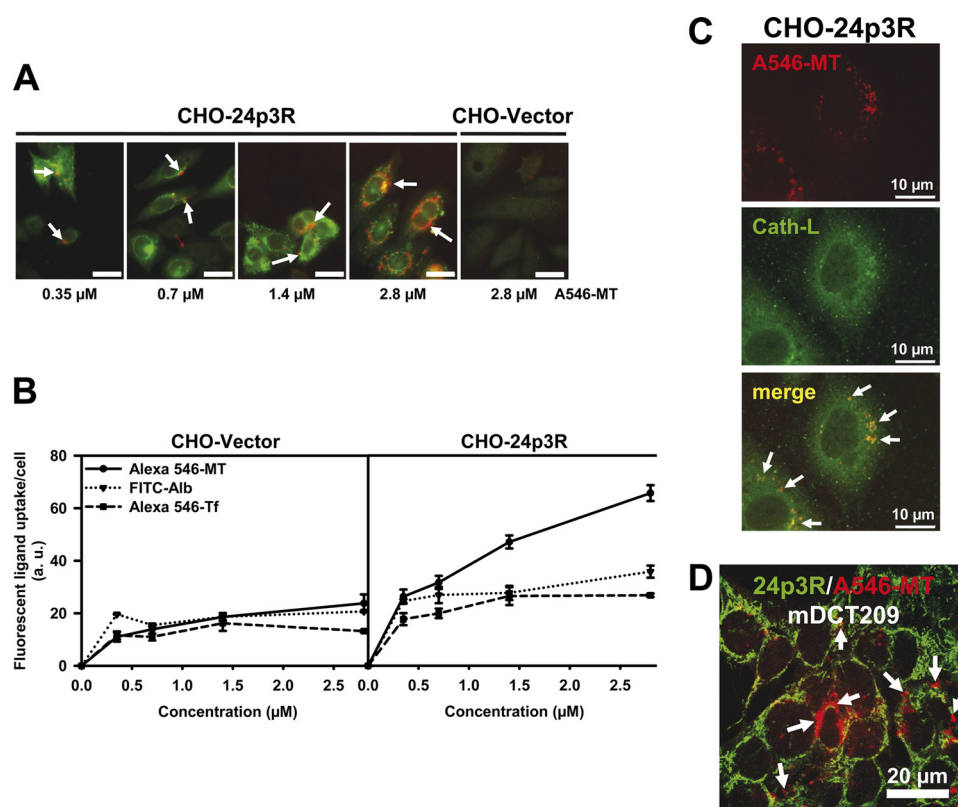 A
CHO-24p3R
CHO-Vector
0.35 µM
0.7 µM
1.4 µM
2.8 µM
2.8 µM
A546-MT
B
CHO-Vector
CHO-24p3R
Fluorescent ligand uptake/cell
(a. u.)
80
60
40
20
0
Alexa 546-MT
FITC-Alb
Alexa 546-Tf
0.0
0.5
1.0
1.5
2.0
2.5
0.0
0.5
1.0
1.5
2.0
2.5
Concentration (µM)
Concentration (µM)
C
CHO-24p3R
A546-MT
10 µm
Cath-L
10 µm
merge
10 µm
D
24p3R/A546-MT
mDCT209
20 µm